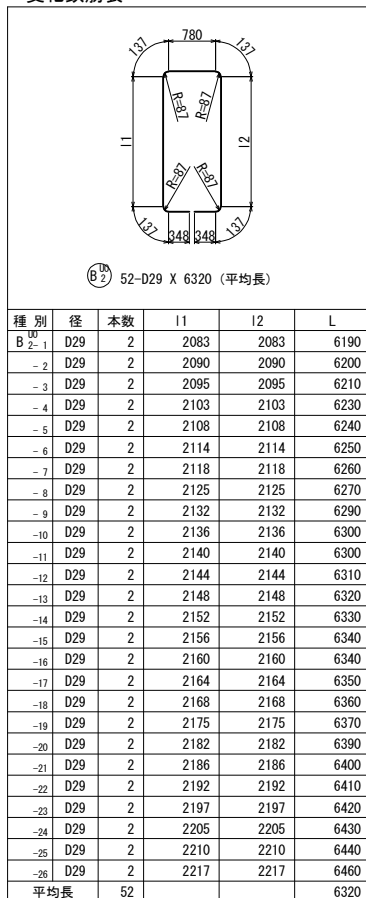 137 780 137
l1 R=87 R=87 l2
R=87 R=87
137 348 348 137
B UO 2 52-D29 X 6320 (平均長)
種 別 径 本数 l1 l2 L
B UO 2- 1 D29 2 2083 2083 6190
- 2 D29 2 2090 2090 6200
- 3 D29 2 2095 2095 6210
- 4 D29 2 2103 2103 6230
- 5 D29 2 2108 2108 6240
- 6 D29 2 2114 2114 6250
- 7 D29 2 2118 2118 6260
- 8 D29 2 2125 2125 6270
- 9 D29 2 2132 2132 6290
-10 D29 2 2136 2136 6300
-11 D29 2 2140 2140 6300
-12 D29 2 2144 2144 6310
-13 D29 2 2148 2148 6320
-14 D29 2 2152 2152 6330
-15 D29 2 2156 2156 6340
-16 D29 2 2160 2160 6340
-17 D29 2 2164 2164 6350
-18 D29 2 2168 2168 6360
-19 D29 2 2175 2175 6370
-20 D29 2 2182 2182 6390
-21 D29 2 2186 2186 6400
-22 D29 2 2192 2192 6410
-23 D29 2 2197 2197 6420
-24 D29 2 2205 2205 6430
-25 D29 2 2210 2210 6440
-26 D29 2 2217 2217 6460
平均長 52 6320